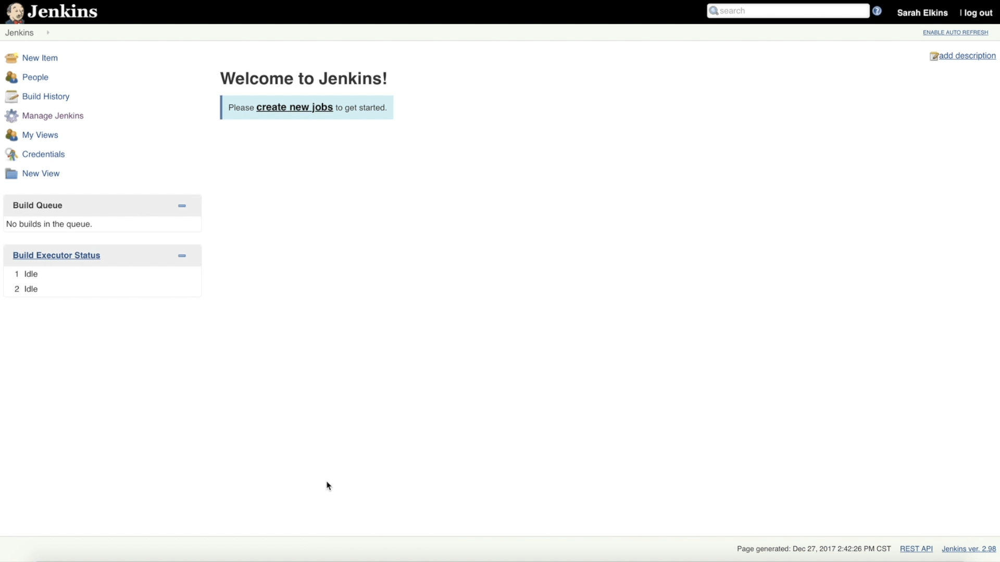 Jenkins
search
Sarah Elkins
| log out
Jenkins
ENABLE AUTO REFRESH
New Item
People
Build History
Manage Jenkins
My Views
Credentials
New View
add description
Welcome to Jenkins!
Please create new jobs to get started.
Build Queue
No builds in the queue.
Build Executor Status
1 Idle
2 Idle
Page generated: Dec 27, 2017 2:42:26 PM CST
REST API
Jenkins ver. 2.98